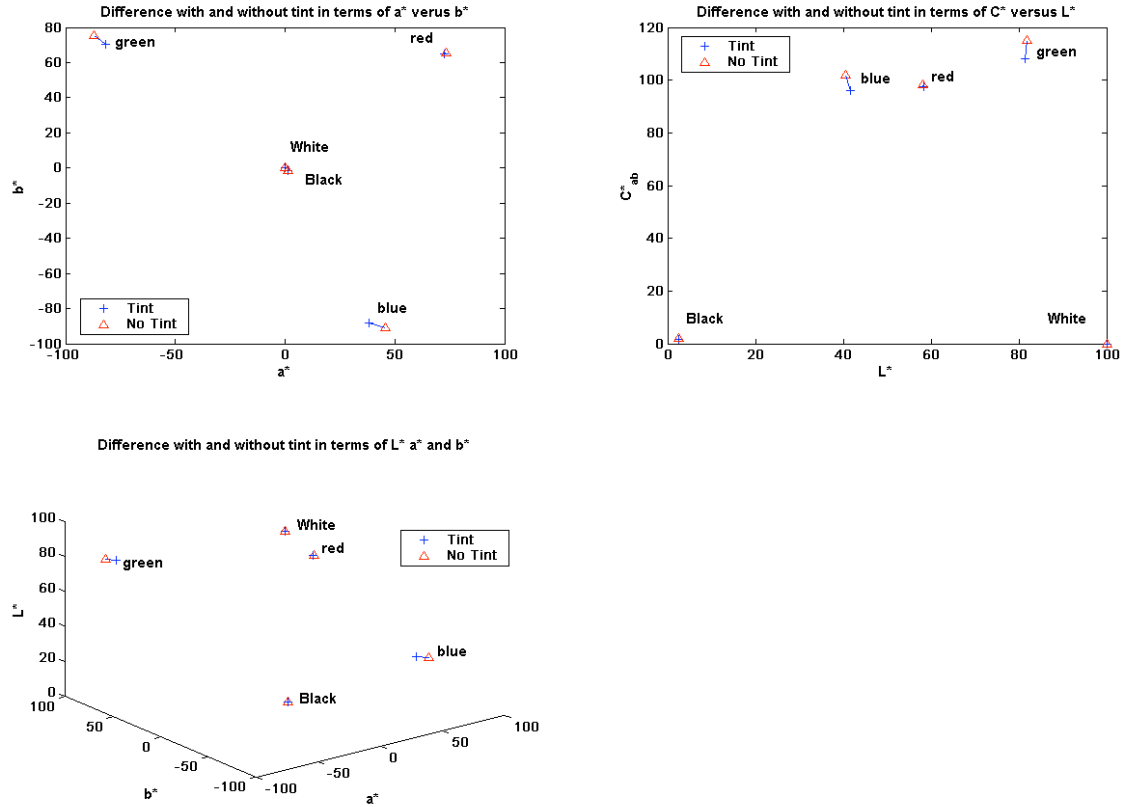 Difference with and without tint in terms of a* verus b*
80
60
40
20
0
-20
-40
-60
-80
-100
b*
green
red
White
Black
blue
Tint
No Tint
-100
-50
0
50
100
a*
Difference with and without tint in terms of C* versus L*
120
100
80
60
40
20
0
C*ab
Tint
No Tint
blue
red
green
Black
White
0
20
40
60
80
100
L*
Difference with and without tint in terms of L* a* and b*
100
80
60
40
20
0
L*
White
red
green
blue
Black
Tint
No Tint
100
50
0
-50
-100
b*
-100
-50
0
50
100
a*